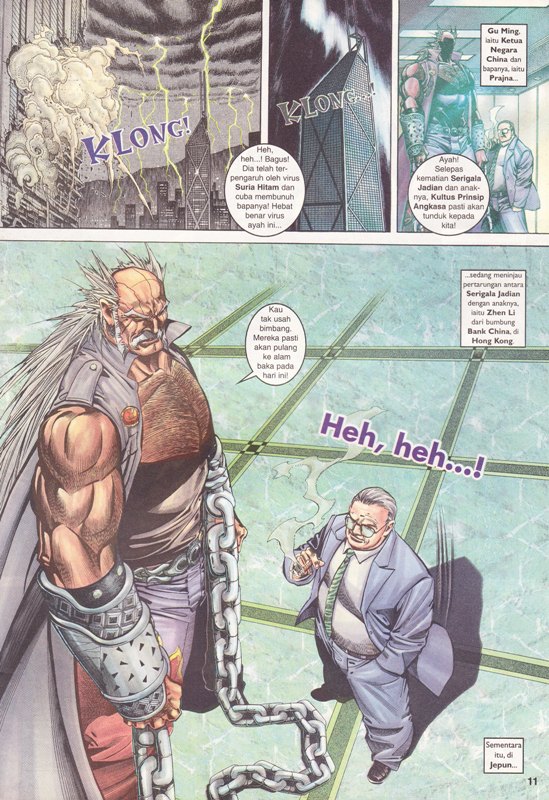 KLONG!
Heh,
heh...! Bagus!
Dia telah ter-
pengaruh oleh virus
Suria Hitam dan
cuba membunuh
bapanya! Hebat
benar virus
ayah ini...
KLONG...!
Gu Ming,
iaitu Ketua
Negara
China dan
bapanya, iaitu
Prajna...
Ayah!
Selepas
kematian Serigala
Jadian dan anak-
nya, Kultus Prinsip
Angkasa pasti akan
tunduk kepada
kita!
...sedang meninjau
pertarungan antara
Serigala Jadian
dengan anaknya,
iaitu Zhen Li
dari bumbung
Bank China, di
Hong Kong.
Kau
tak usah
bimbang.
Mereka pasti
akan pulang
ke alam
baka pada
hari ini!
Heh, heh...!
Sementara
itu, di
Jepun...
11